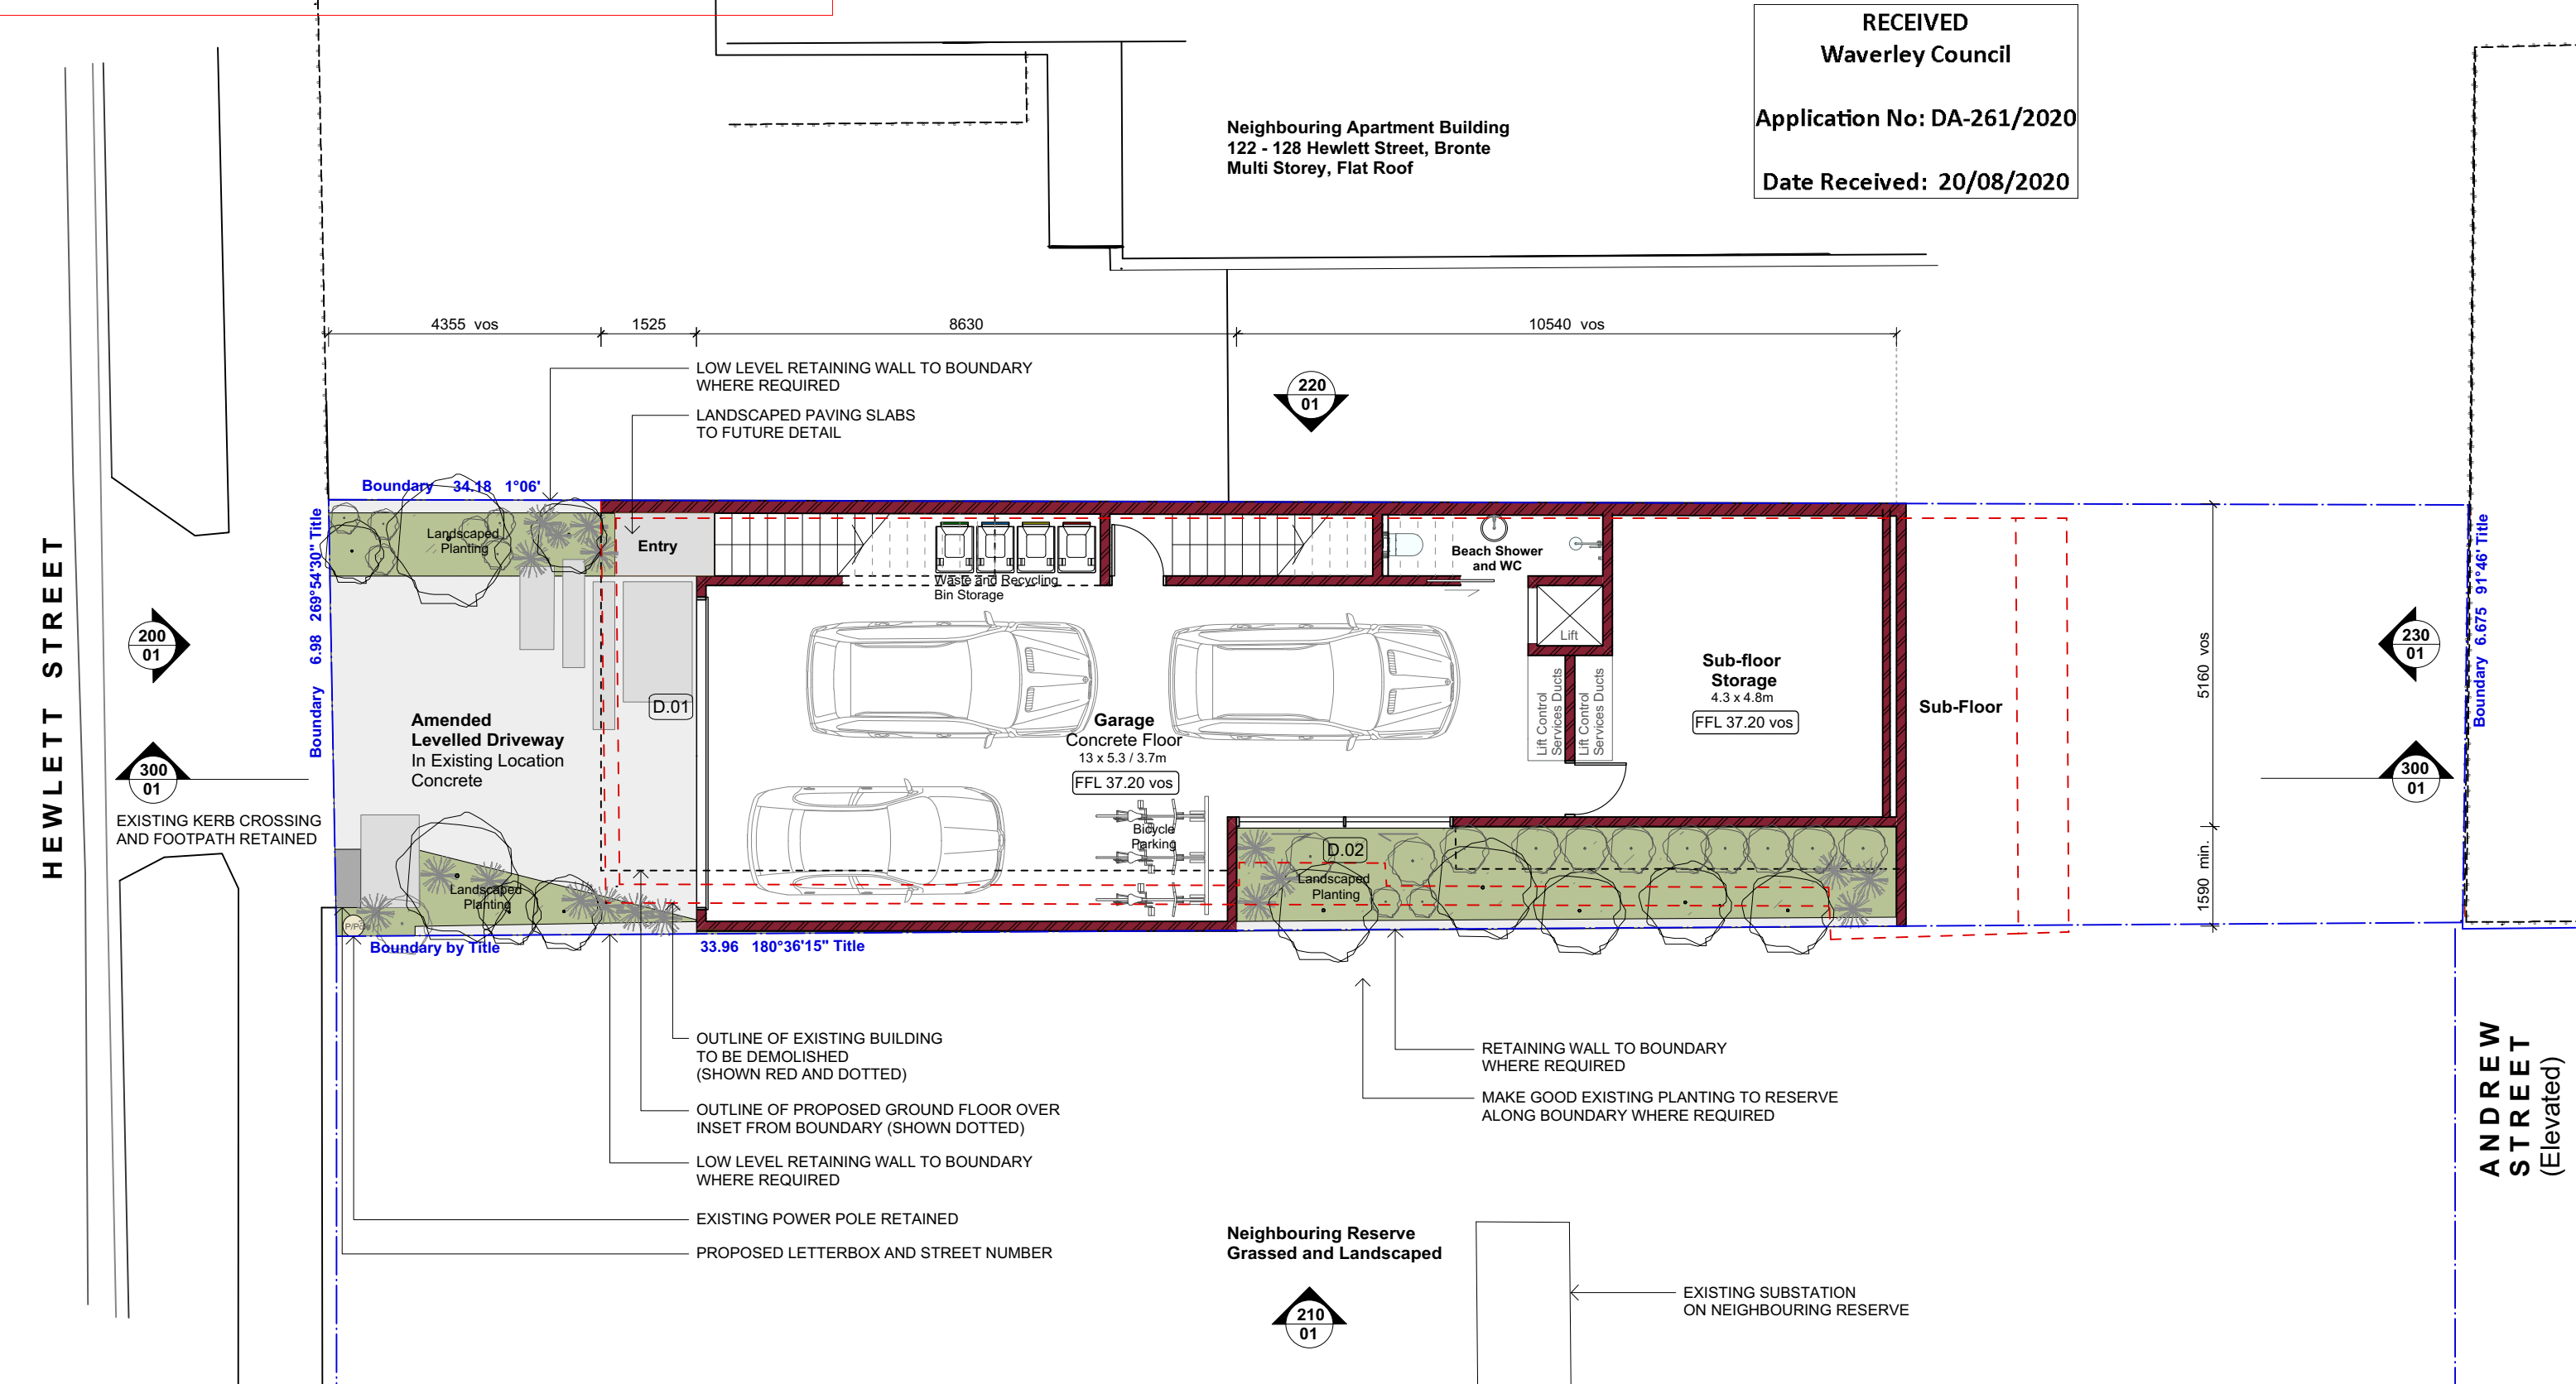 RECEIVED
Waverley Council
Application No: DA-261/2020
Date Received: 20/08/2020
Neighbouring Apartment Building
122 - 128 Hewlett Street, Bronte
Multi Storey, Flat Roof
4355 vos
1525
8630
10540 vos
LOW LEVEL RETAINING WALL TO BOUNDARY
WHERE REQUIRED
LANDSCAPED PAVING SLABS
TO FUTURE DETAIL
220
01
Boundary 34.18 1°06'
Boundary 6.98 269°54'30" Title
HEWLETT STREET
Landscaped
Planting
Entry
Waste and Recycling
Bin Storage
Beach Shower
and WC
Lift
Lift Control
Services Ducts
Lift Control
Services Ducts
200
01
300
01
EXISTING KERB CROSSING
AND FOOTPATH RETAINED
Amended
Levelled Driveway
In Existing Location
Concrete
D.01
Garage
Concrete Floor
13 x 5.3 / 3.7m
FFL 37.20 vos
Bicycle
Parking
Sub-floor
Storage
4.3 x 4.8m
FFL 37.20 vos
Sub-Floor
5160 vos
1590 min.
230
01
300
01
Boundary 6.675 91°46' Title
D.02
Landscaped
Planting
Landscaped
Planting
Boundary by Title
33.96 180°36'15" Title
OUTLINE OF EXISTING BUILDING
TO BE DEMOLISHED
(SHOWN RED AND DOTTED)
OUTLINE OF PROPOSED GROUND FLOOR OVER
INSET FROM BOUNDARY (SHOWN DOTTED)
LOW LEVEL RETAINING WALL TO BOUNDARY
WHERE REQUIRED
EXISTING POWER POLE RETAINED
PROPOSED LETTERBOX AND STREET NUMBER
RETAINING WALL TO BOUNDARY
WHERE REQUIRED
MAKE GOOD EXISTING PLANTING TO RESERVE
ALONG BOUNDARY WHERE REQUIRED
Neighbouring Reserve
Grassed and Landscaped
210
01
EXISTING SUBSTATION
ON NEIGHBOURING RESERVE
ANDREW
STREET
(Elevated)